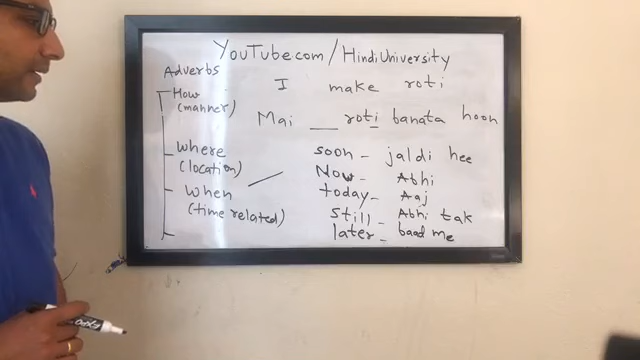 YouTube.com/HindiUniversity
Adverbs
I make roti
How
(manner)
Mai ___ roti banata hoon
where
(location)
when
(time related)
soon - jaldi hee
Now - Abhi
today - Aaj
still - Abhi tak
later - baad me
EXPO